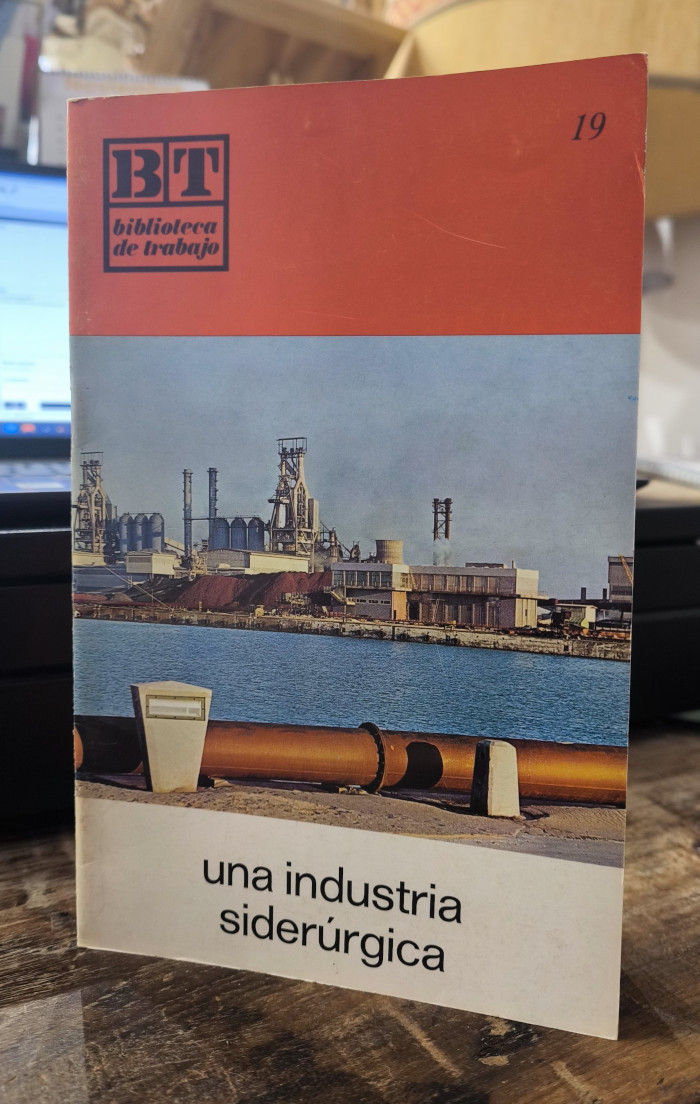 19
BT
biblioteca
de trabajo
una industria
siderúrgica